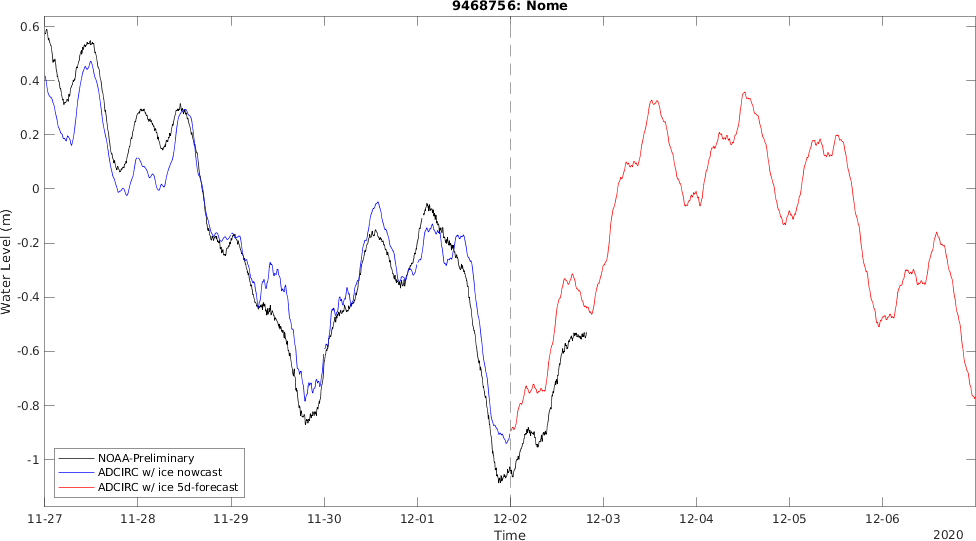 9468756: Nome
0.6
0.4
0.2
0
-0.2
-0.4
-0.6
-0.8
-1
Water Level (m)
NOAA-Preliminary
ADCIRC w/ ice nowcast
ADCIRC w/ ice 5d-forecast
11-27 11-28 11-29 11-30 12-01 12-02 12-03 12-04 12-05 12-06
Time
2020